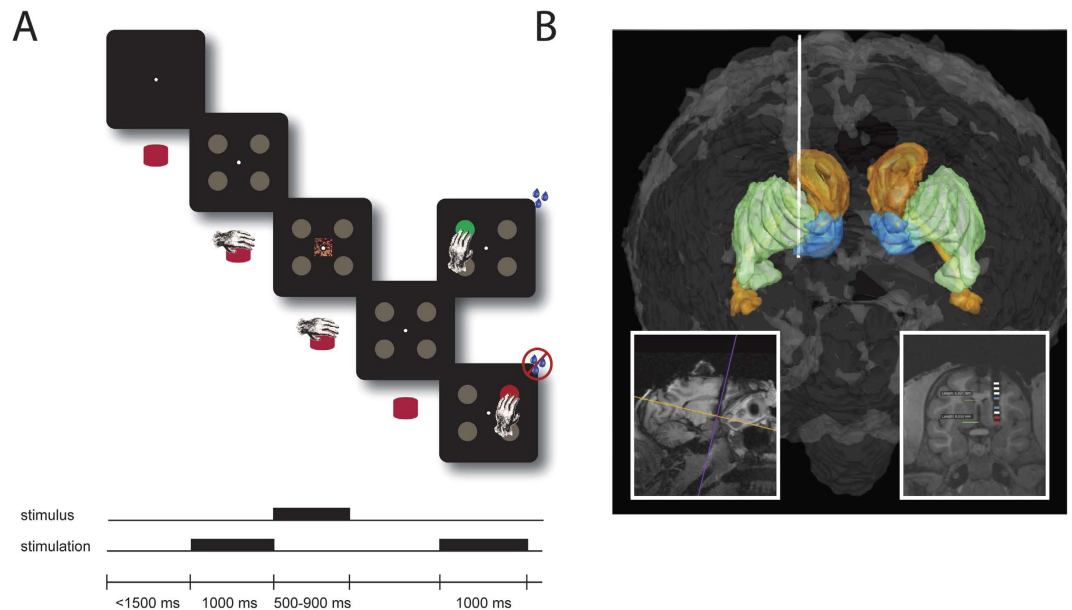 A
B
stimulus
stimulation
<1500 ms
1000 ms
500-900 ms
1000 ms